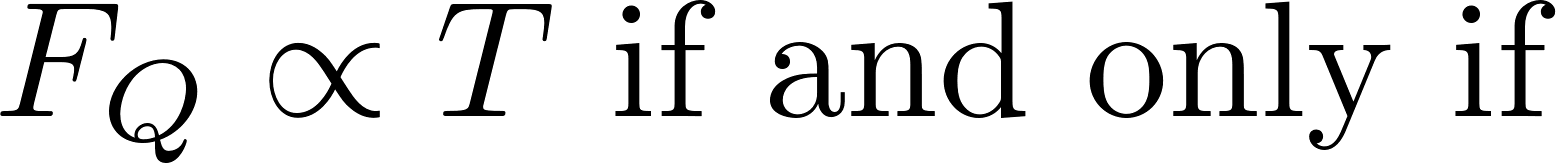 F_Q ∝ T if and only if